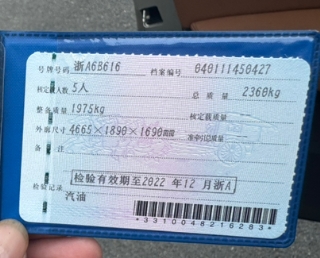 号牌号码 浙A6B616 档案编号 040111450427
核定载人数 5人 总质量 2360kg
整备质量 1975kg 核定载质量
外廓尺寸 4665×1890×1690mm 准牵引总质量
检验有效期至2022年12月浙A
检验记录
汽油
*3310048216283*